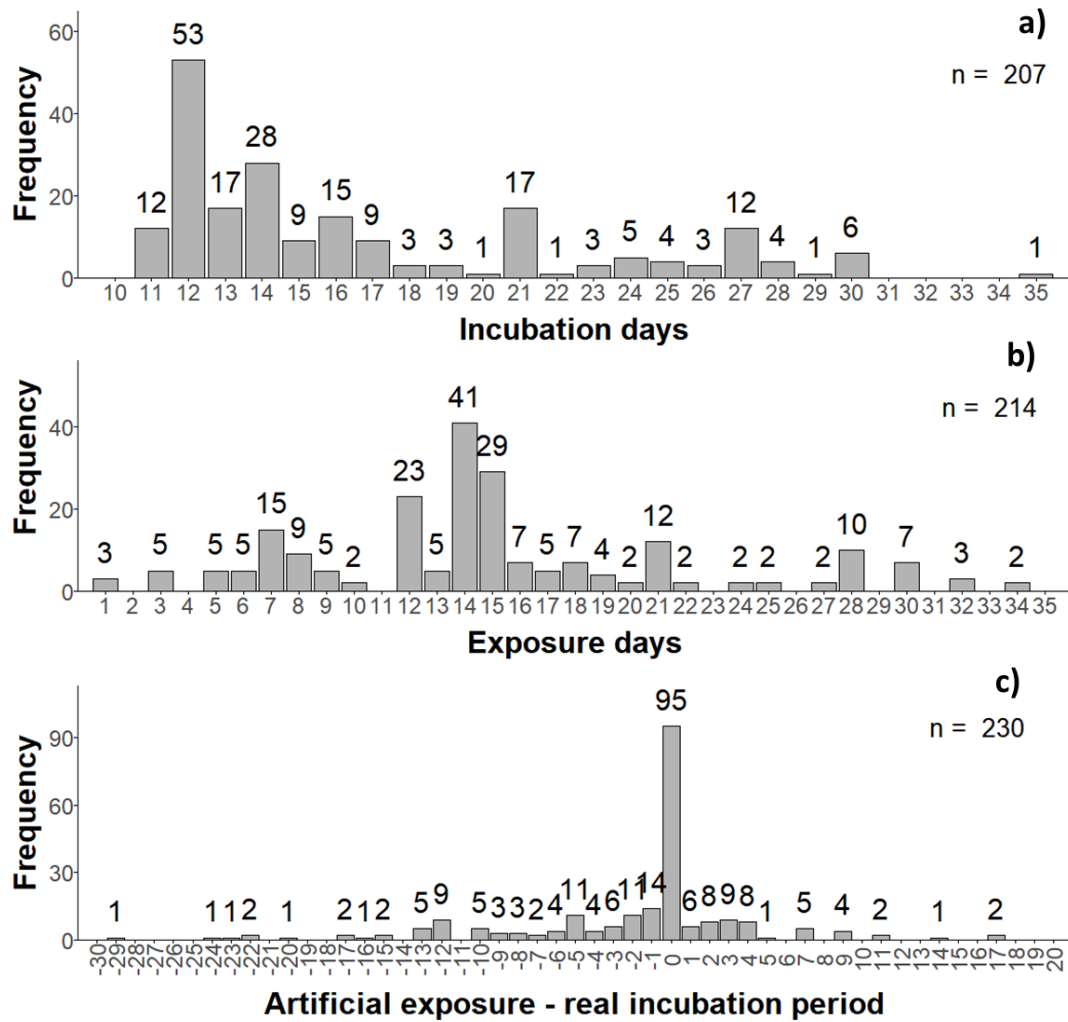 a)
n = 207
Frequency
60
40
20
0
12 53 17 28 9 15 9 3 3 1 17 1 3 5 4 3 12 4 1 6 1
10 11 12 13 14 15 16 17 18 19 20 21 22 23 24 25 26 27 28 29 30 31 32 33 34 35
Incubation days
b)
n = 214
Frequency
40
20
0
3 5 5 5 15 9 5 2 23 5 41 29 7 5 7 4 2 12 2 2 2 2 10 7 3 2
1 2 3 4 5 6 7 8 9 10 11 12 13 14 15 16 17 18 19 20 21 22 23 24 25 26 27 28 29 30 31 32 33 34 35
Exposure days
c)
n = 230
Frequency
90
60
30
0
1 1 1 2 1 2 1 2 5 9 5 3 3 2 4 11 4 6 11 14 95 6 8 9 8 1 5 4 2 1 2
-30 -29 -28 -27 -26 -25 -24 -23 -22 -21 -20 -19 -18 -17 -16 -15 -14 -13 -12 -11 -10 -9 -8 -7 -6 -5 -4 -3 -2 -1 0 1 2 3 4 5 6 7 8 9 10 11 12 13 14 15 16 17 18 19 20
Artificial exposure - real incubation period